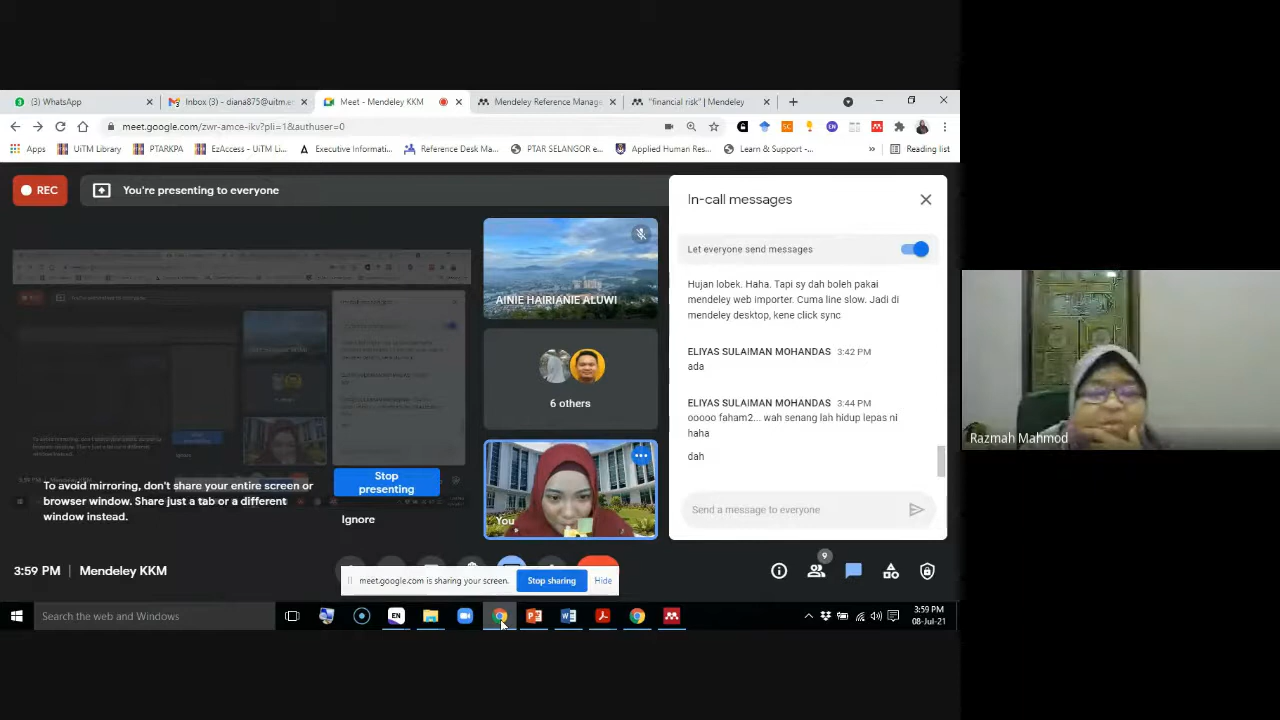 (3) WhatsApp
Inbox (3) - diana875@uitm.e
Meet - Mendeley KKM
Mendeley Reference Manage
"financial risk" | Mendeley
meet.google.com/zwr-amce-ikv?pli=1&authuser=0
Apps
UiTM Library
PTARKPA
EzAccess - UiTM Li...
Executive Informati...
Reference Desk Ma...
PTAR SELANGOR e...
Applied Human Res...
Learn & Support -...
Reading list
REC
You're presenting to everyone
In-call messages
Let everyone send messages
Hujan lobek. Haha. Tapi sy dah boleh pakai
mendeley web importer. Cuma line slow. Jadi di
mendeley desktop, kene click sync
ELIYAS SULAIMAN MOHANDAS 3:42 PM
ada
ELIYAS SULAIMAN MOHANDAS 3:44 PM
ooooo faham2... wah senang lah hidup lepas ni
haha
dah
Send a message to everyone
AINIE HAIRIANIE ALUWI
6 others
You
To avoid mirroring, don't share your entire screen or
browser window. Share just a tab or a different
window instead.
Stop
presenting
Ignore
Razmah Mahmod
3:59 PM | Mendeley KKM
meet.google.com is sharing your screen.
Stop sharing
Hide
9
Search the web and Windows
EN
3:59 PM
08-Jul-21